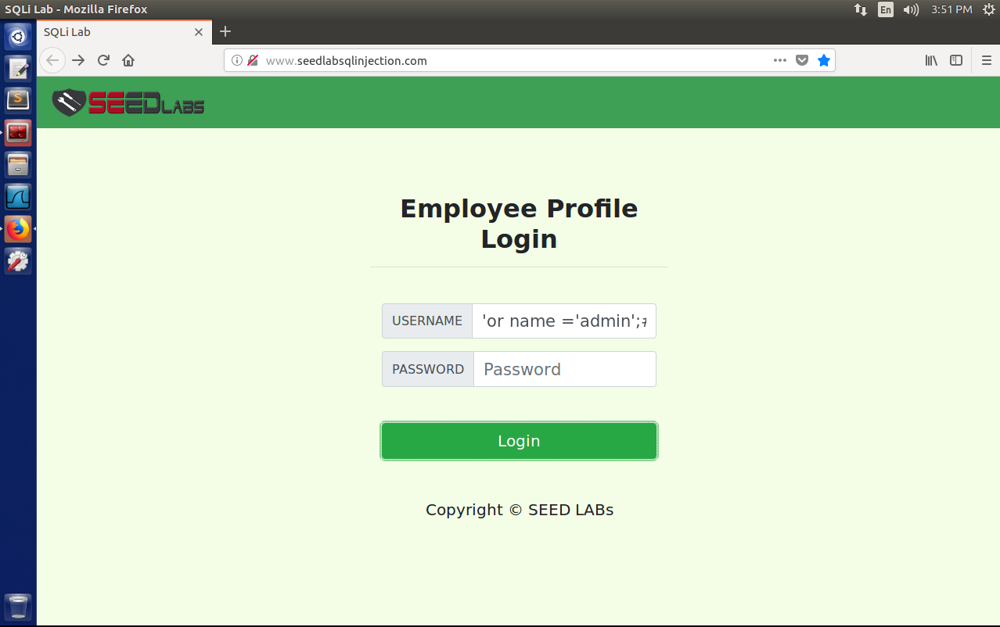 SQLi Lab - Mozilla Firefox
En
3:51 PM
SQLi Lab
www.seedlabsqlinjection.com
SEEDLABS
Employee Profile
Login
USERNAME
'or name ='admin';#
PASSWORD
Password
Login
Copyright © SEED LABs